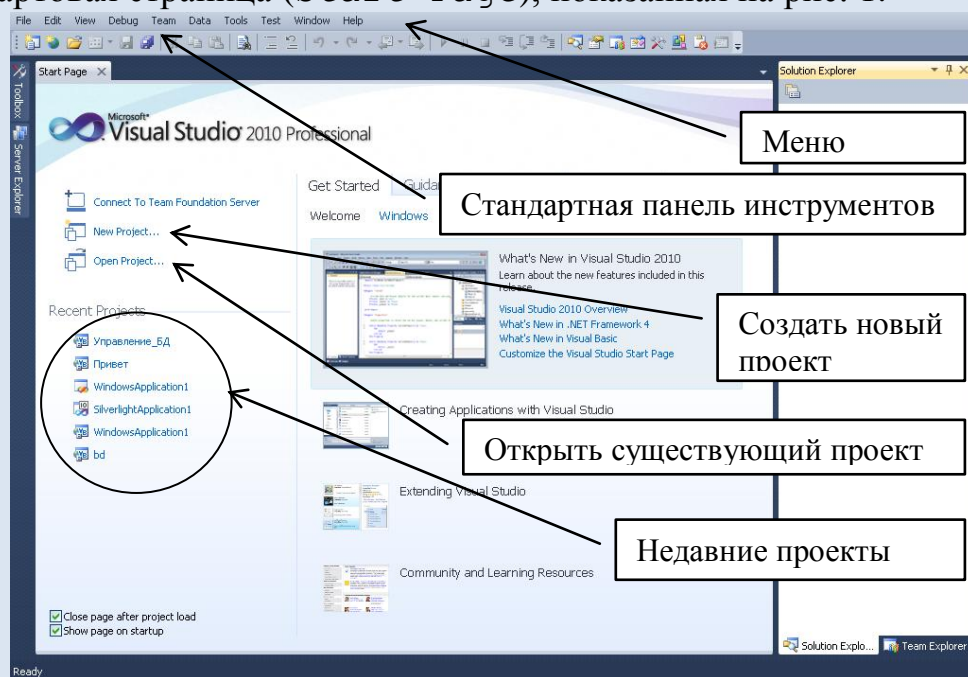 артовая страница (Start Page), показанная на рис. 1.
File Edit View Debug Team Data Tools Test Window Help
Start Page
Solution Explorer
Toolbox
Server Explorer
Microsoft
Visual Studio 2010 Professional
Меню
Connect To Team Foundation Server
Get Started
Стандартная панель инструментов
New Project...
Welcome Windows
Open Project...
What's New in Visual Studio 2010
Learn about the new features included in this
release.
Recent Projects
Visual Studio 2010 Overview
What's New in .NET Framework 4
What's New in Visual Basic
Customize the Visual Studio Start Page
Создать новый
проект
Управление_БД
Привет
WindowsApplication1
SilverlightApplication1
WindowsApplication1
bd
Creating Applications with Visual Studio
Открыть существующий проект
Extending Visual Studio
Недавние проекты
Community and Learning Resources
Close page after project load
Show page on startup
Solution Explo... Team Explorer
Ready